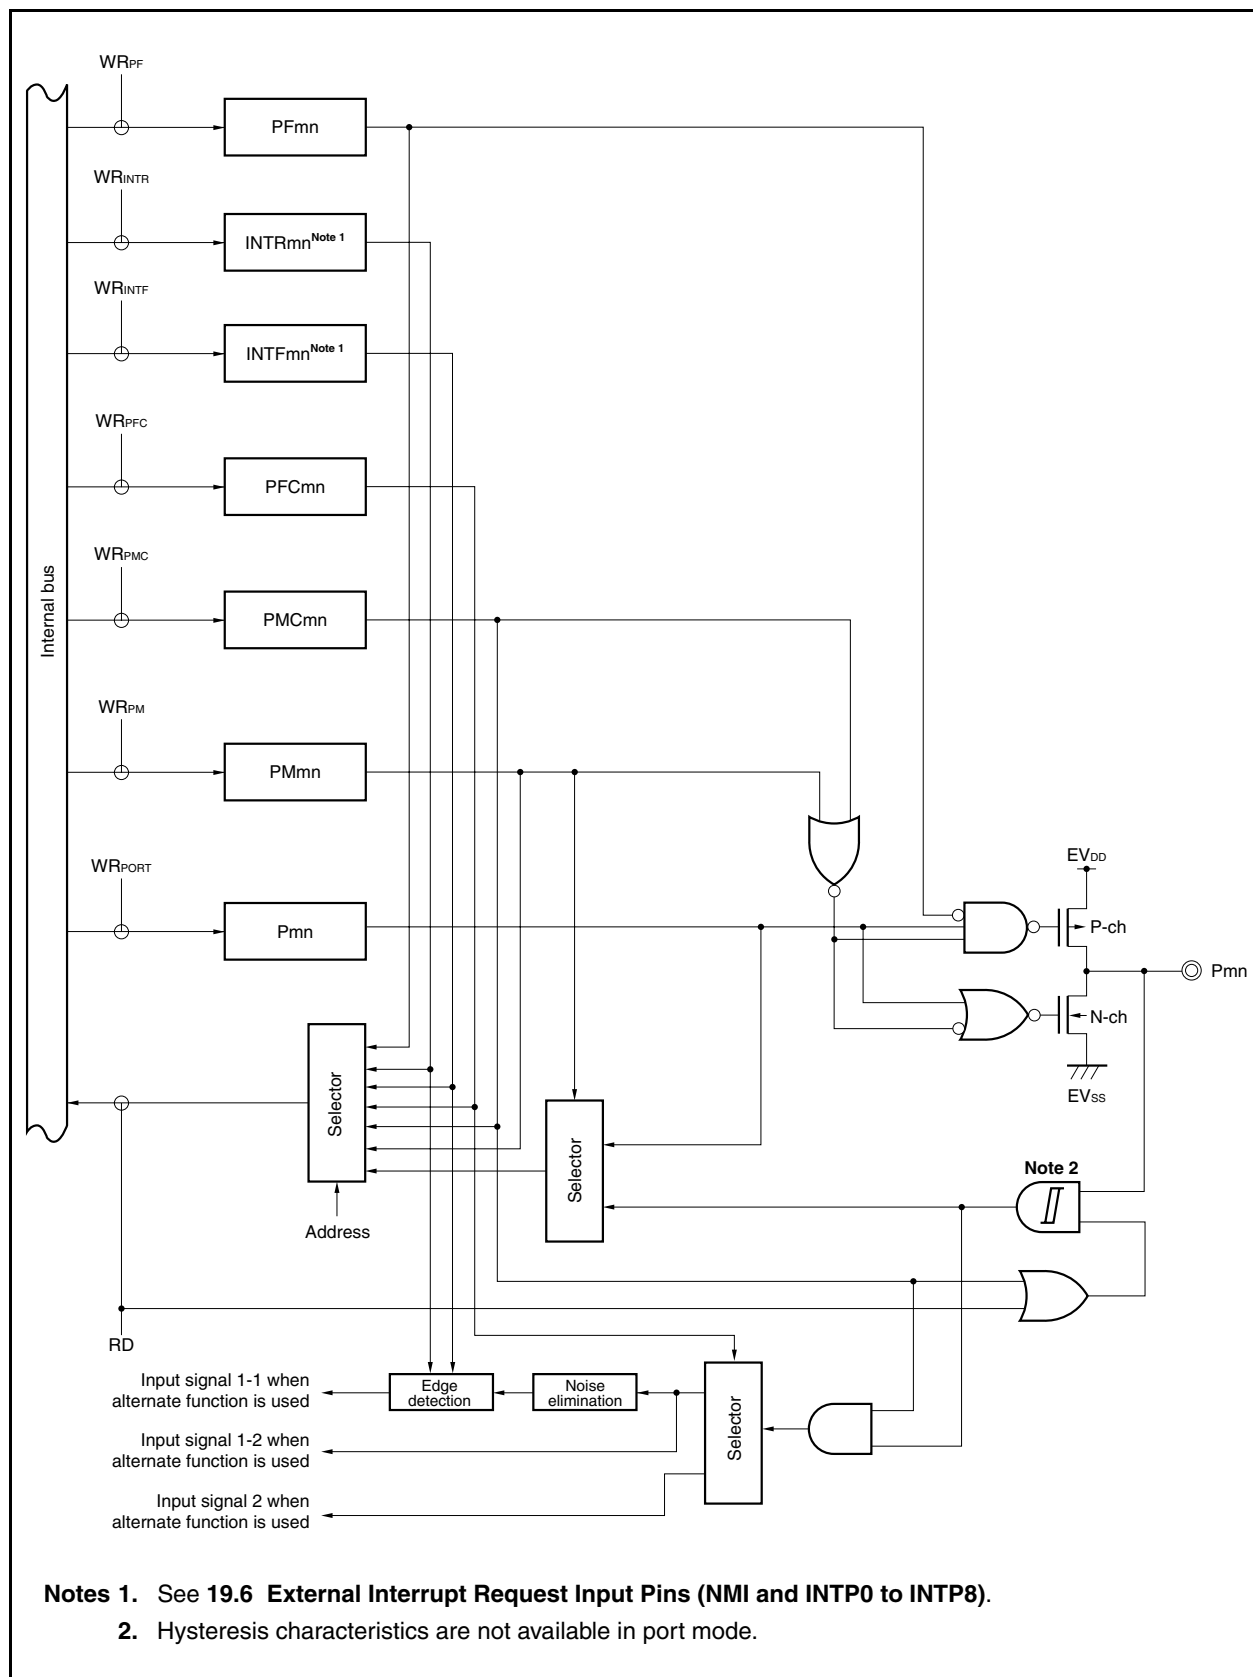 WRPF
PFmn
WRINTR
INTRmn Note 1
WRINTF
INTFmn Note 1
WRPFC
PFCmn
WRPMC
PMCmn
Internal bus
WRPM
PMmn
WRPORT
Pmn
EVDD
P-ch
Pmn
N-ch
EVSS
Selector
Selector
Note 2
Address
RD
Input signal 1-1 when
alternate function is used
Edge
detection
Noise
elimination
Selector
Input signal 1-2 when
alternate function is used
Input signal 2 when
alternate function is used
Notes 1. See 19.6 External Interrupt Request Input Pins (NMI and INTP0 to INTP8).
2. Hysteresis characteristics are not available in port mode.